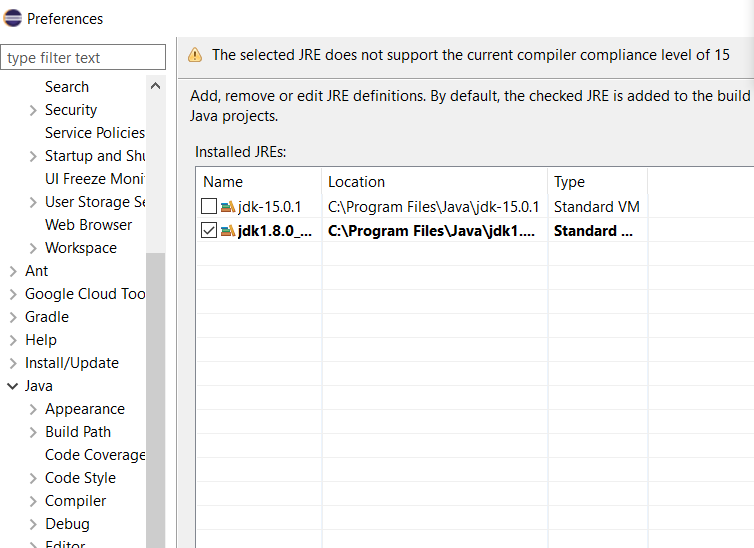 Preferences
type filter text
Search
Security
Service Policies
Startup and Shu
UI Freeze Moni
User Storage Se
Web Browser
Workspace
Ant
Google Cloud Too
Gradle
Help
Install/Update
Java
Appearance
Build Path
Code Coverage
Code Style
Compiler
Debug
Editor
The selected JRE does not support the current compiler compliance level of 15
Add, remove or edit JRE definitions. By default, the checked JRE is added to the build
Java projects.
Installed JREs:
Name Location Type
jdk-15.0.1 C:\Program Files\Java\jdk-15.0.1 Standard VM
jdk1.8.0_... C:\Program Files\Java\jdk1.... Standard ...